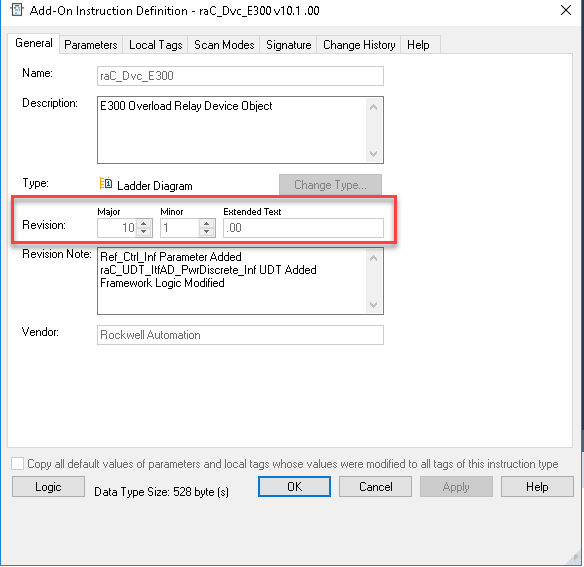 Add-On Instruction Definition - raC_Dvc_E300 v10.1 .00
General Parameters Local Tags Scan Modes Signature Change History Help
Name: raC_Dvc_E300
Description: E300 Overload Relay Device Object
Type: Ladder Diagram Change Type...
Major Minor Extended Text
Revision: 10 1 .00
Revision Note: Ref_Ctrl_Inf Parameter Added
raC_UDT_ItfAD_PwrDiscrete_Inf UDT Added
Framework Logic Modified
Vendor: Rockwell Automation
Copy all default values of parameters and local tags whose values were modified to all tags of this instruction type
Logic Data Type Size: 528 byte (s) OK Cancel Apply Help